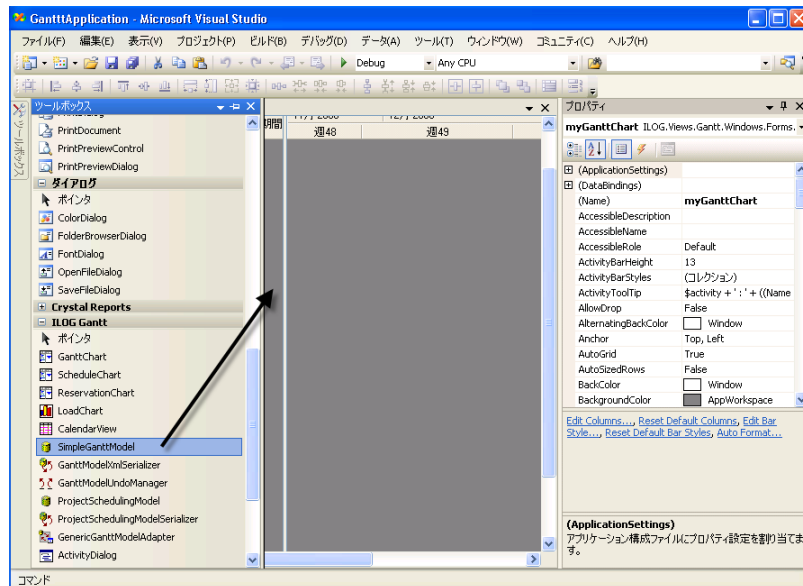 GanttApplication - Microsoft Visual Studio
ファイル(F) 編集(E) 表示(V) プロジェクト(P) ビルド(B) デバッグ(D) データ(A) ツール(T) ウィンドウ(W) コミュニティ(C) ヘルプ(H)
Debug Any CPU
ツールボックス
ツールボックス
PrintDocument
PrintPreviewControl
PrintPreviewDialog
ダイアログ
ポインタ
ColorDialog
FolderBrowserDialog
FontDialog
OpenFileDialog
SaveFileDialog
Crystal Reports
ILOG Gantt
ポインタ
GanttChart
ScheduleChart
ReservationChart
LoadChart
CalendarView
SimpleGanttModel
GanttModelXmlSerializer
GanttModelUndoManager
ProjectSchedulingModel
ProjectSchedulingModelSerializer
GenericGanttModelAdapter
ActivityDialog
期間
週48 週49
プロパティ
myGanttChart ILOG.Views.Gantt.Windows.Forms.
(ApplicationSettings)
(DataBindings)
(Name) myGanttChart
AccessibleDescription
AccessibleName
AccessibleRole Default
ActivityBarHeight 13
ActivityBarStyles (コレクション)
ActivityToolTip $activity + ' : ' + ((Name
AllowDrop False
AlternatingBackColor Window
Anchor Top, Left
AutoGrid True
AutoSizedRows False
BackColor Window
BackgroundColor AppWorkspace
Edit Columns..., Reset Default Columns, Edit Bar
Style..., Reset Default Bar Styles, Auto Format...
(ApplicationSettings)
アプリケーション構成ファイルにプロパティ設定を割り当てま
す。
コマンド